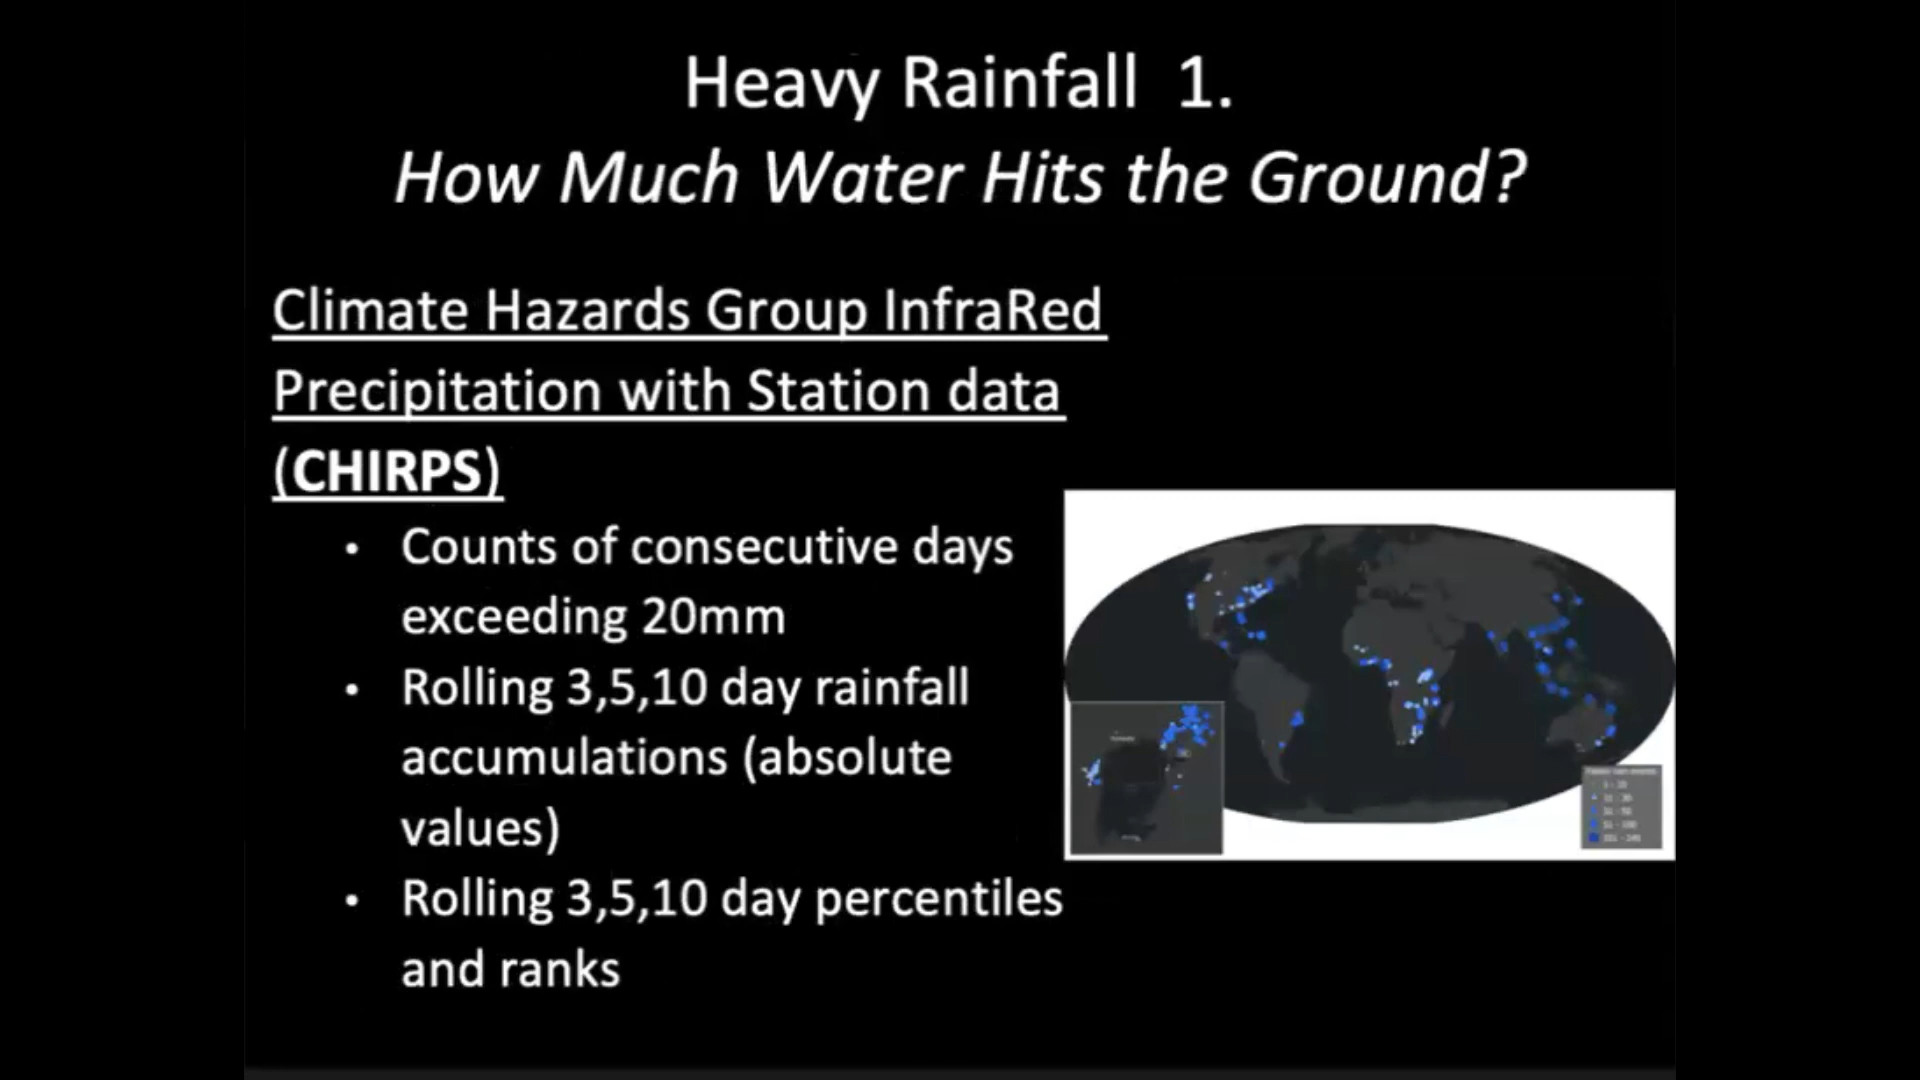 Heavy Rainfall 1.
How Much Water Hits the Ground?
Climate Hazards Group InfraRed
Precipitation with Station data
(CHIRPS)
• Counts of consecutive days
exceeding 20mm
• Rolling 3,5,10 day rainfall
accumulations (absolute
values)
• Rolling 3,5,10 day percentiles
and ranks